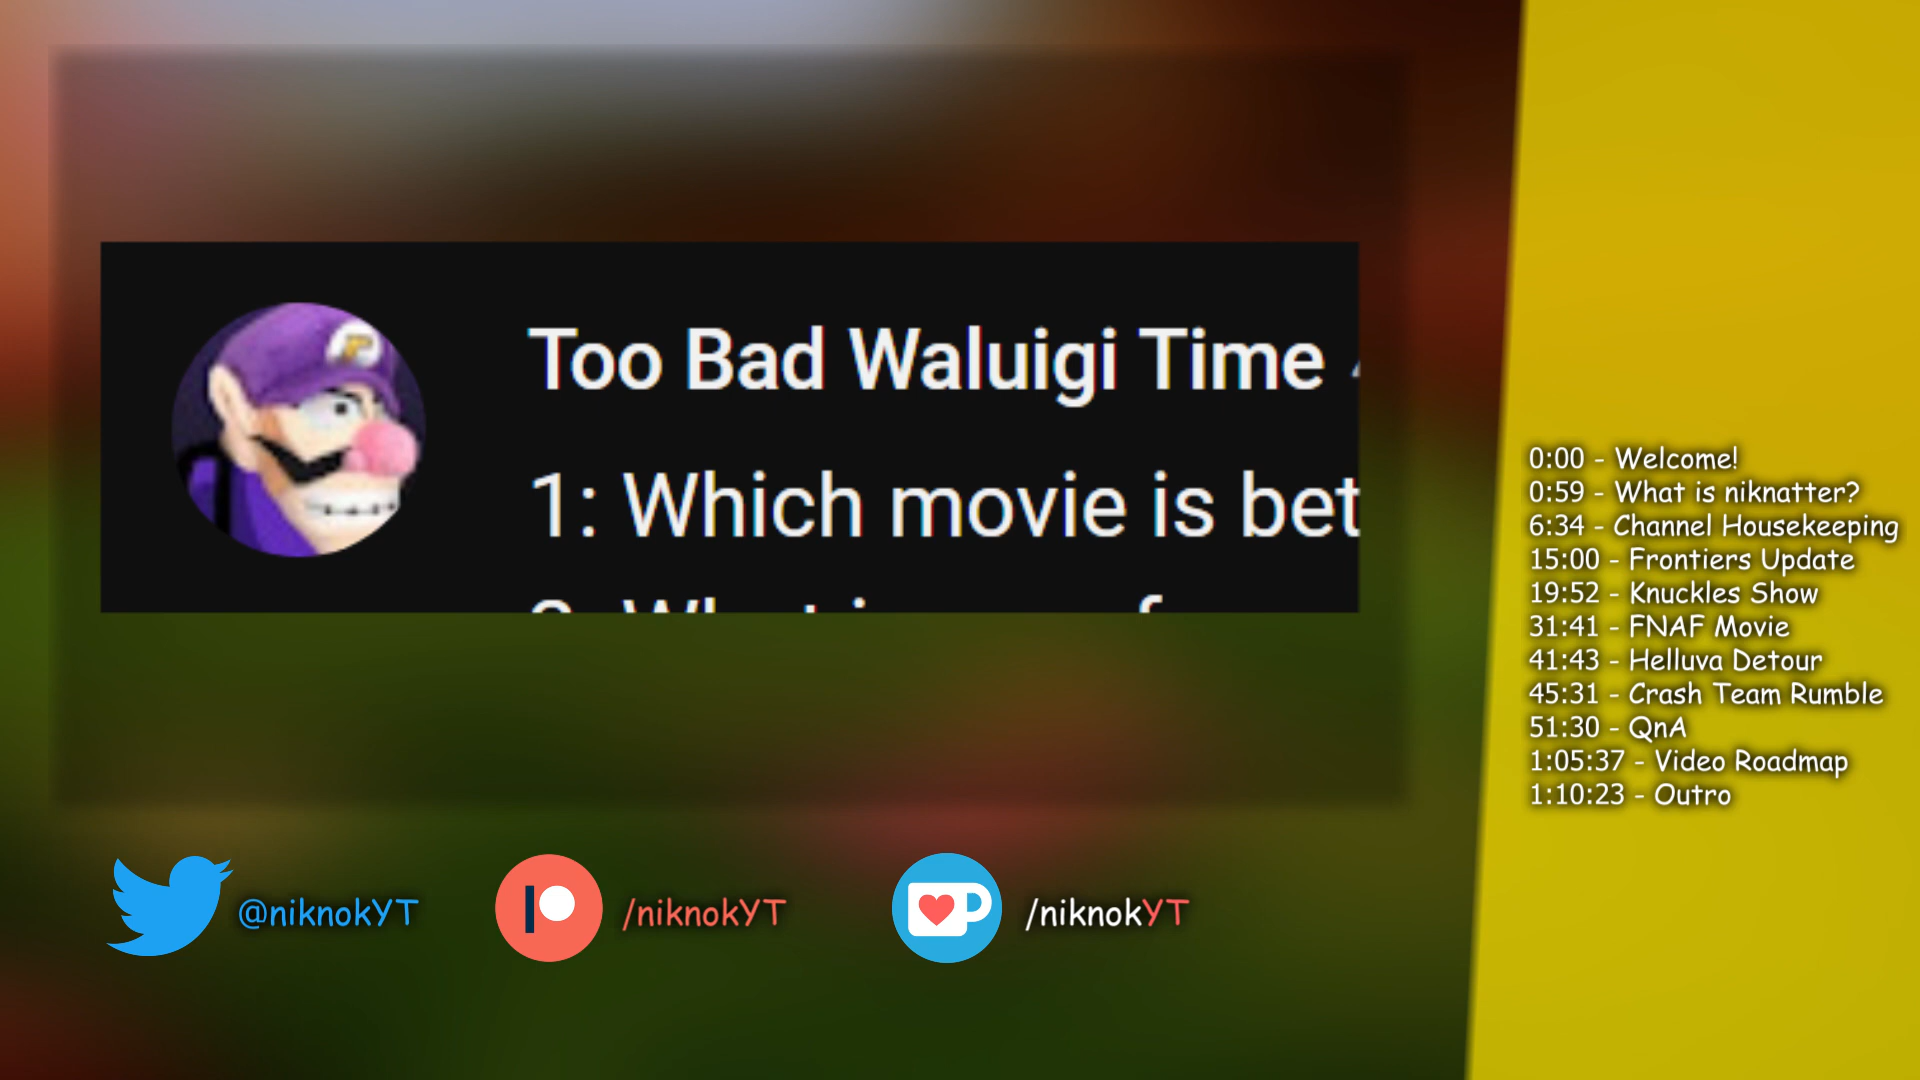 Too Bad Waluigi Time
1: Which movie is bet
0:00 - Welcome!
0:59 - What is niknatter?
6:34 - Channel Housekeeping
15:00 - Frontiers Update
19:52 - Knuckles Show
31:41 - FNAF Movie
41:43 - Helluva Detour
45:31 - Crash Team Rumble
51:30 - QnA
1:05:37 - Video Roadmap
1:10:23 - Outro
@niknokYT
/niknokYT
/niknokYT